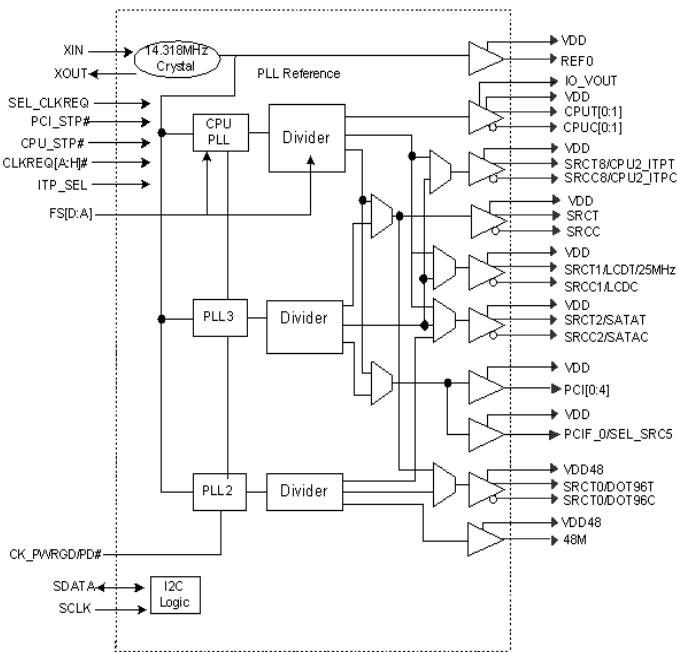 XIN
XOUT
14.318MHz
Crystal
PLL Reference
SEL_CLKREQ
PCI_STP#
CPU_STP#
CLKREQ[A:H]#
ITP_SEL
FS[D:A]
CPU
PLL
Divider
PLL3
Divider
PLL2
Divider
CK_PWRGD/PD#
SDATA
SCLK
I2C
Logic
VDD
REF0
IO_VOUT
VDD
CPUT[0:1]
CPUC[0:1]
VDD
SRCT8/CPU2_ITPT
SRCC8/CPU2_ITPC
VDD
SRCT
SRCC
VDD
SRCT1/LCDT/25MHz
SRCC1/LCDC
VDD
SRCT2/SATAT
SRCC2/SATAC
VDD
PCI[0:4]
VDD
PCIF_0/SEL_SRC5
VDD48
SRCT0/DOT96T
SRCT0/DOT96C
VDD48
48M